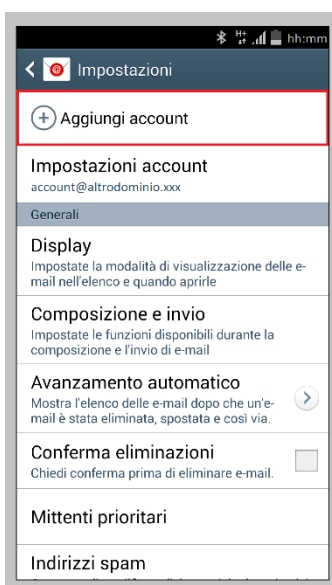 hh:mm
Impostazioni
Aggiungi account
Impostazioni account
account@altrodominio.xxx
Generali
Display
Impostate la modalità di visualizzazione delle e-
mail nell'elenco e quando aprirle
Composizione e invio
Impostate le funzioni disponibili durante la
composizione e l'invio di e-mail
Avanzamento automatico
Mostra l'elenco delle e-mail dopo che un'e-
mail è stata eliminata, spostata e così via.
Conferma eliminazioni
Chiedi conferma prima di eliminare e-mail.
Mittenti prioritari
Indirizzi spam